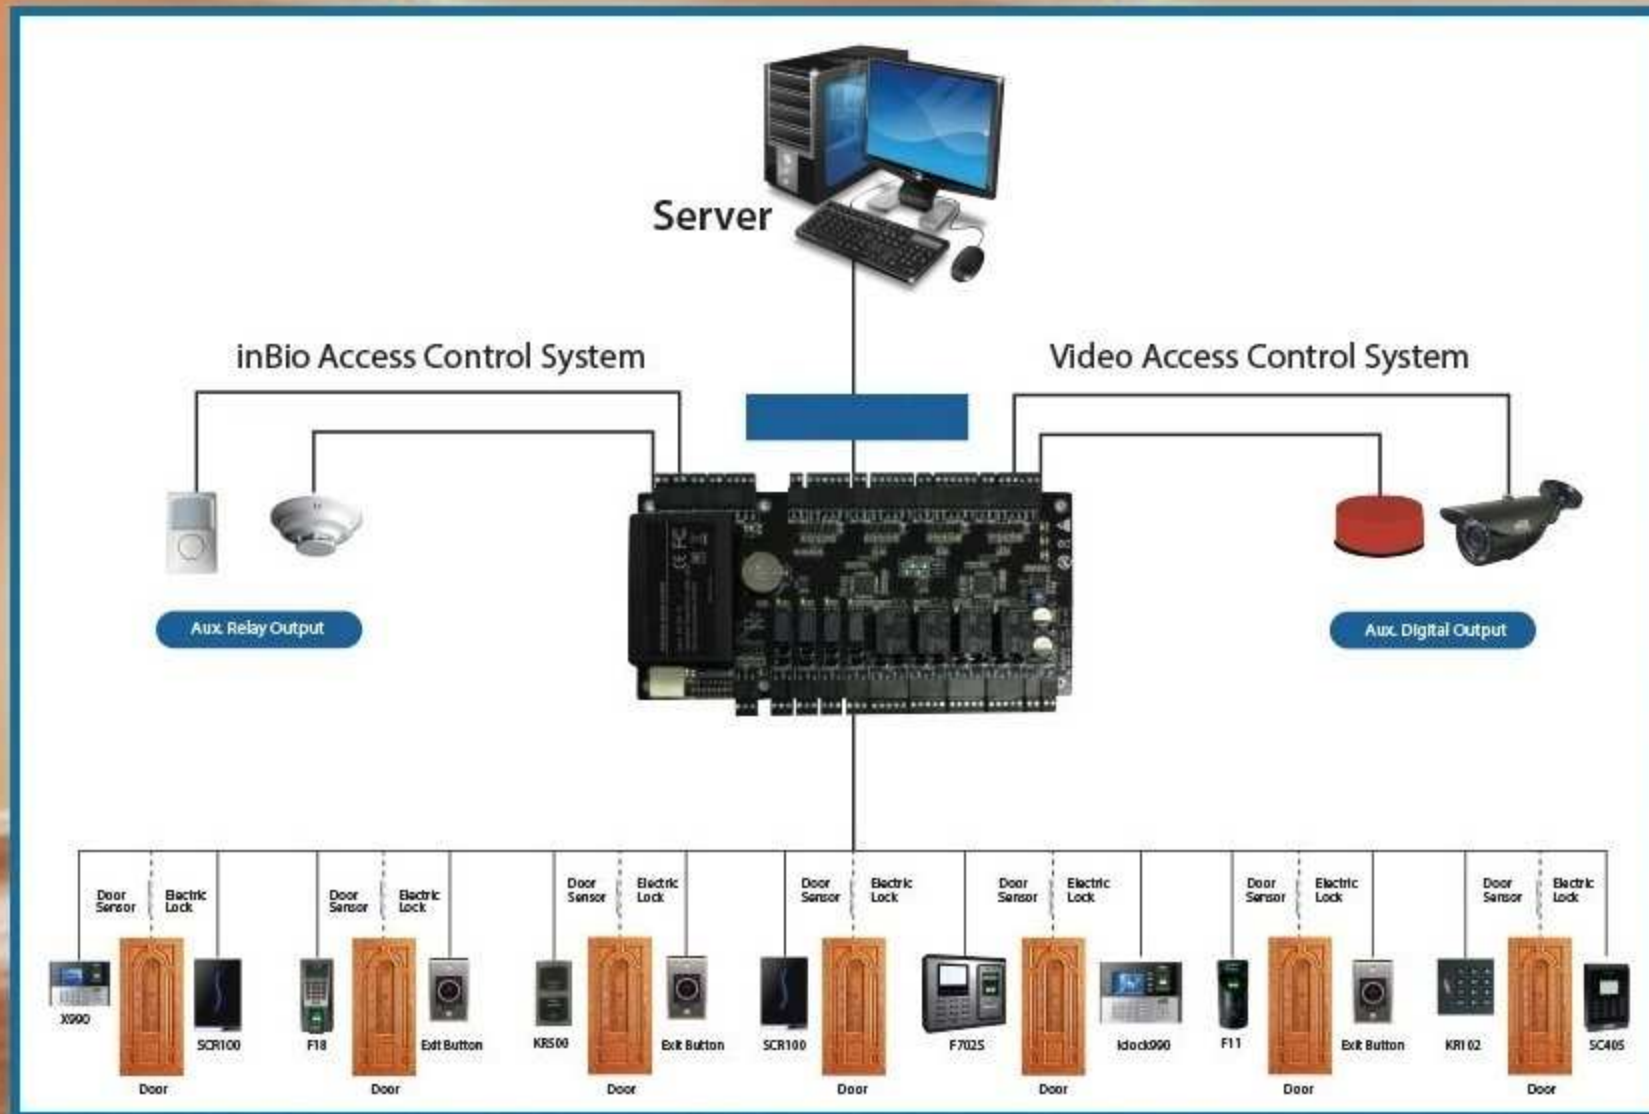 Server
inBio Access Control System
Video Access Control System
CE FC
Aux. Relay Output
Aux. Digital Output
Door Sensor
Electric Lock
Door Sensor
Electric Lock
Door Sensor
Electric Lock
Door Sensor
Electric Lock
Door Sensor
Electric Lock
Door Sensor
Electric Lock
Door Sensor
Electric Lock
X990
SCR100
F18
Exit Button
KR500
Exit Button
SCR100
F702S
iclock990
F11
Exit Button
KR102
SC405
Door
Door
Door
Door
Door
Door
Door